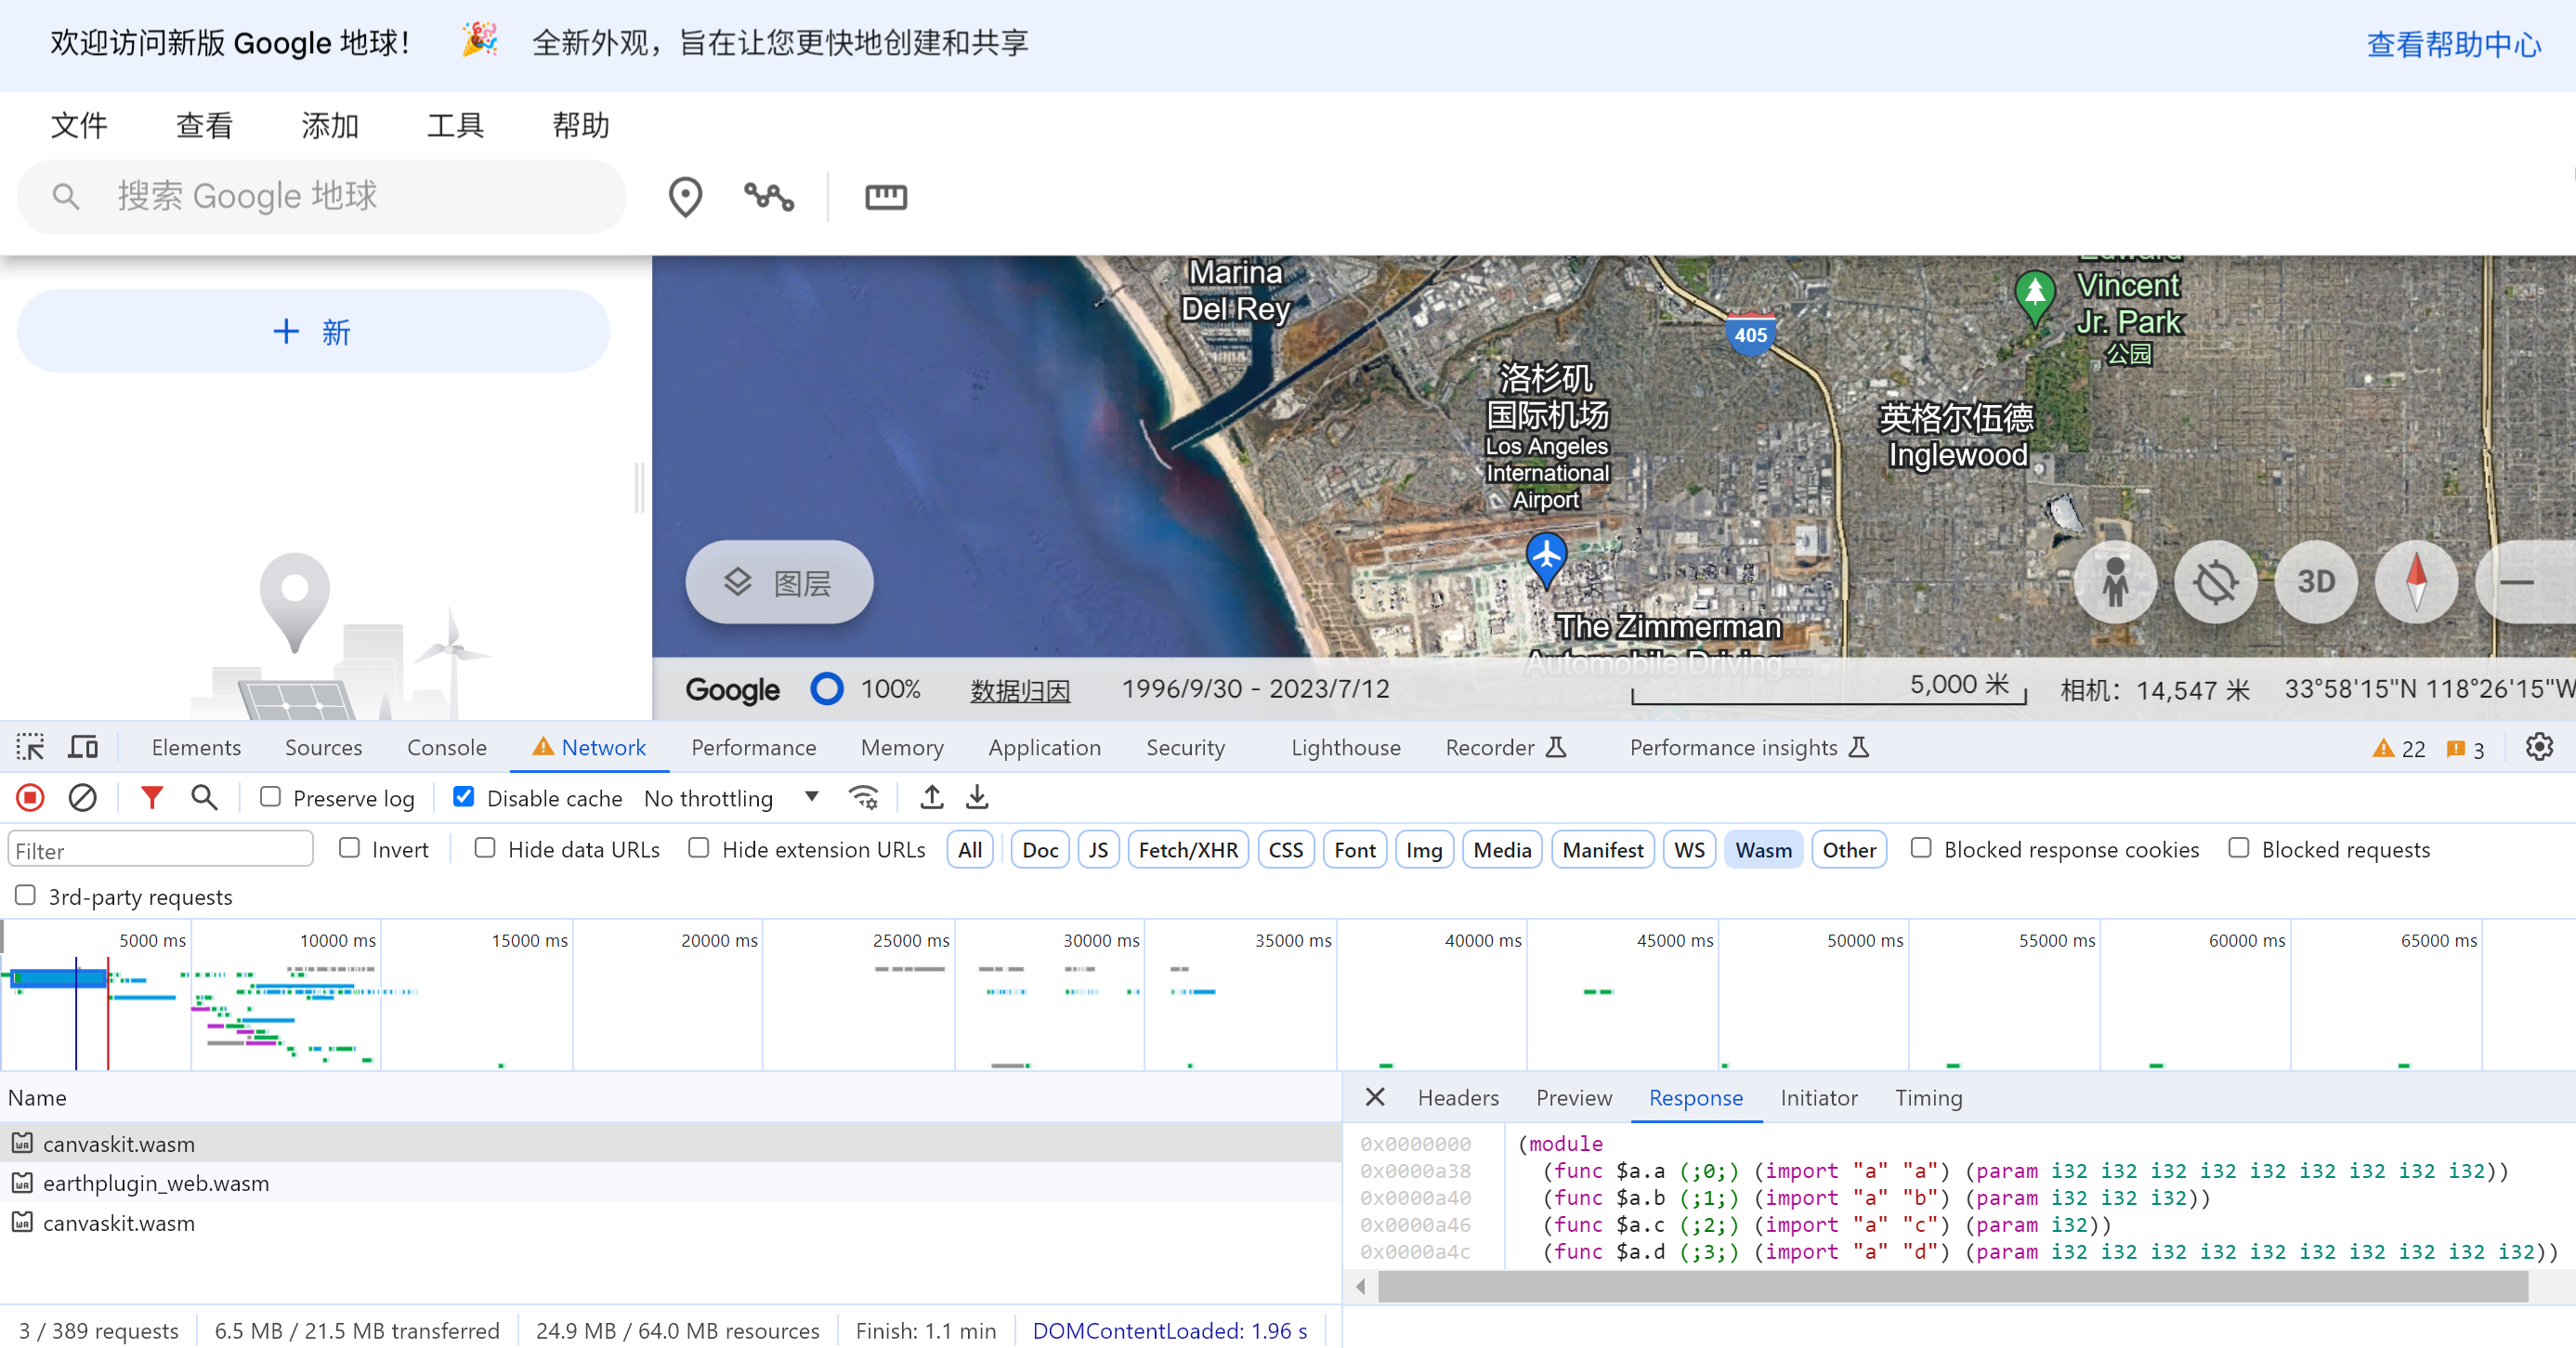 欢迎访问新版 Google 地球！ 🎉 全新外观，旨在让您更快地创建和共享 查看帮助中心
文件 查看 添加 工具 帮助
搜索 Google 地球
+ 新
Marina
Del Rey
405
Edward
Vincent
Jr. Park
公园
洛杉矶
国际机场
Los Angeles
International
Airport
英格尔伍德
Inglewood
图层
3D
The Zimmerman
Automobile Driving...
Google 100% 数据归因 1996/9/30 - 2023/7/12 5,000 米 相机：14,547 米 33°58'15"N 118°26'15"W
Elements Sources Console Network Performance Memory Application Security Lighthouse Recorder Performance insights 22 3
Preserve log Disable cache No throttling
Filter Invert Hide data URLs Hide extension URLs All Doc JS Fetch/XHR CSS Font Img Media Manifest WS Wasm Other Blocked response cookies Blocked requests
3rd-party requests
5000 ms 10000 ms 15000 ms 20000 ms 25000 ms 30000 ms 35000 ms 40000 ms 45000 ms 50000 ms 55000 ms 60000 ms 65000 ms
Name
canvaskit.wasm
earthplugin_web.wasm
canvaskit.wasm
Headers Preview Response Initiator Timing
0x0000000 (module
0x0000a38 (func $a.a (;0;) (import "a" "a") (param i32 i32 i32 i32 i32 i32 i32 i32 i32))
0x0000a40 (func $a.b (;1;) (import "a" "b") (param i32 i32 i32))
0x0000a46 (func $a.c (;2;) (import "a" "c") (param i32))
0x0000a4c (func $a.d (;3;) (import "a" "d") (param i32 i32 i32 i32 i32 i32 i32 i32 i32 i32))
3 / 389 requests 6.5 MB / 21.5 MB transferred 24.9 MB / 64.0 MB resources Finish: 1.1 min DOMContentLoaded: 1.96 s